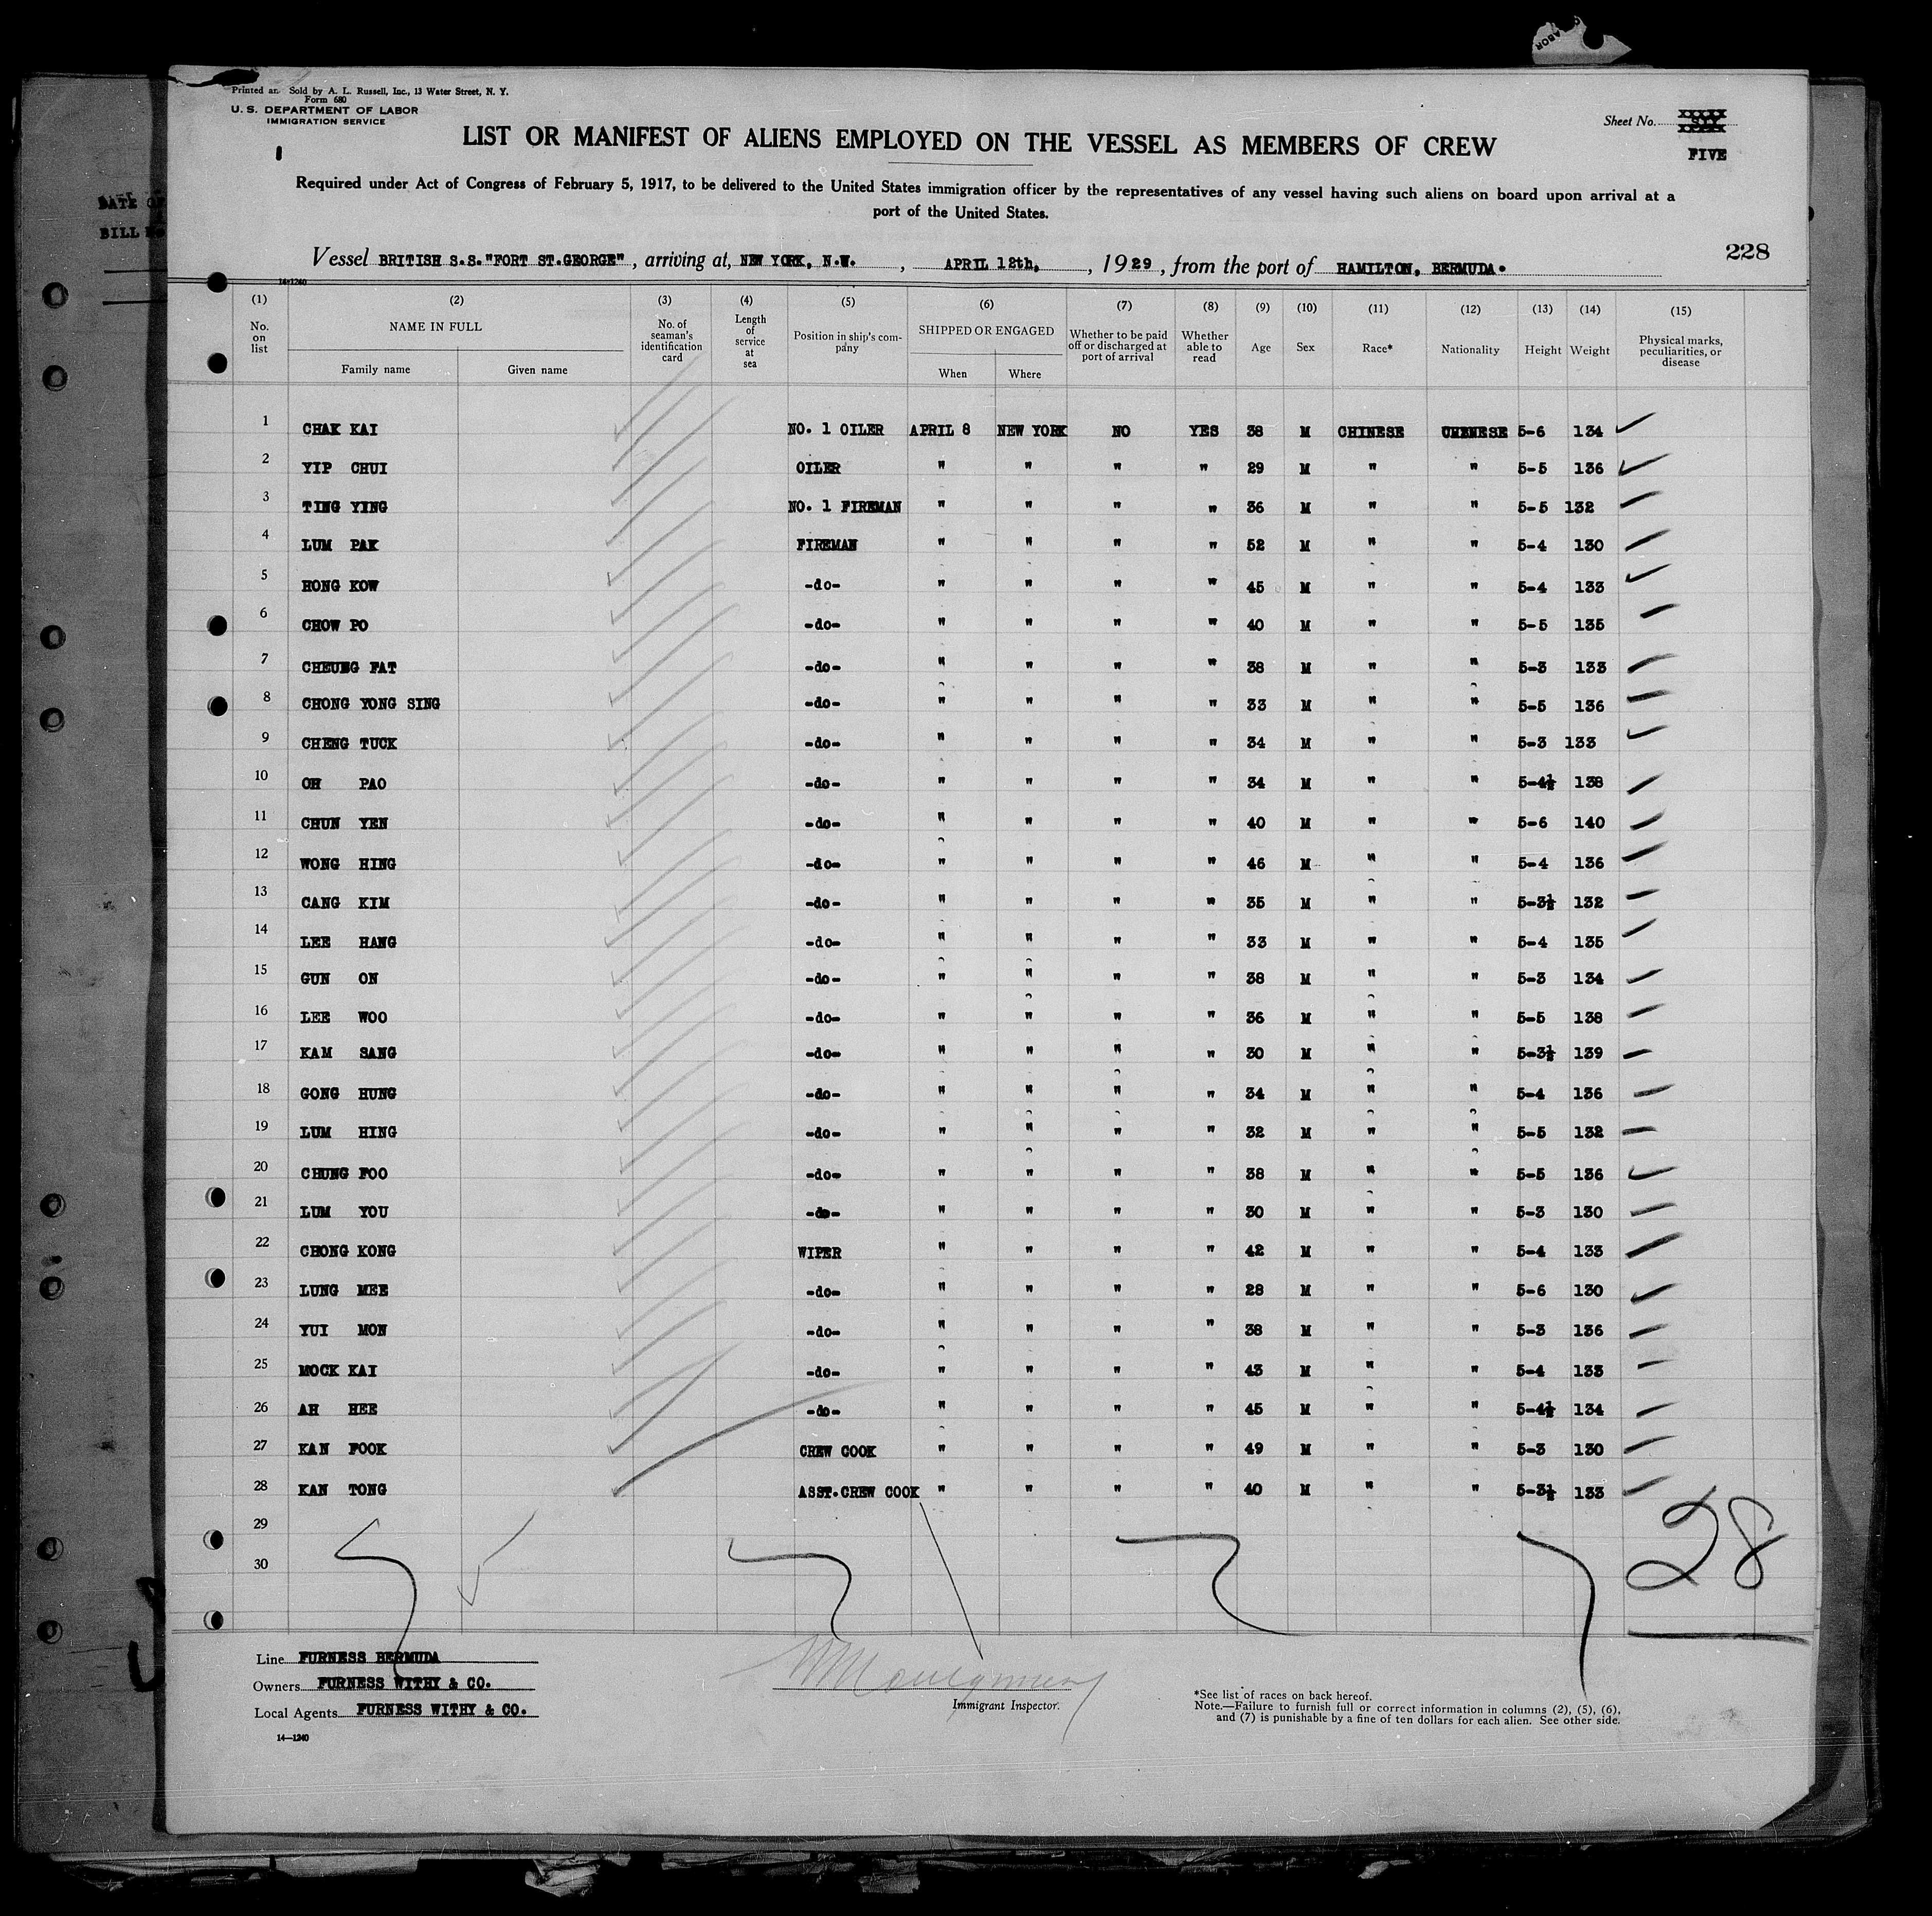 LABOR
Printed an Sold by A. L. Russell, Inc., 13 Water Street, N. Y.
Form 680
U. S. DEPARTMENT OF LABOR
IMMIGRATION SERVICE
Sheet No.
FIVE
LIST OR MANIFEST OF ALIENS EMPLOYED ON THE VESSEL AS MEMBERS OF CREW
Required under Act of Congress of February 5, 1917, to be delivered to the United States immigration officer by the representatives of any vessel having such aliens on board upon arrival at a
port of the United States.
DATE OF
BILL
228
Vessel BRITISH S.S."FORT ST.GEORGE", arriving at, NEW YORK, N.W., APRIL 12th, , 1929, from the port of HAMILTON, BERMUDA.
14-1240
(1) (2) (3) (4) (5) (6) (7) (8) (9) (10) (11) (12) (13) (14) (15)
No. on list NAME IN FULL Family name Given name No. of seaman's identification card Length of service at sea Position in ship's company SHIPPED OR ENGAGED When Where Whether to be paid off or discharged at port of arrival Whether able to read Age Sex Race* Nationality Height Weight Physical marks, peculiarities, or disease
1 CHAK KAI NO. 1 OILER APRIL 8 NEW YORK NO YES 38 M CHINESE CHINESE 5-6 134
2 YIP CHUI OILER " " " " 29 M " " 5-5 136
3 TING YING NO. 1 FIREMAN " " " " 36 M " " 5-5 132
4 LUM PAK FIREMAN " " " " 52 M " " 5-4 130
5 HONG KOW -do- " " " " 45 M " " 5-4 133
6 CHOW PO -do- " " " " 40 M " " 5-5 135
7 CHEUNG FAT -do- " " " " 38 M " " 5-3 133
8 CHONG YONG SING -do- " " " " 33 M " " 5-5 136
9 CHENG TUCK -do- " " " " 34 M " " 5-3 133
10 OH PAO -do- " " " " 34 M " " 5-4½ 138
11 CHUN YEN -do- " " " " 40 M " " 5-6 140
12 WONG HING -do- " " " " 46 M " " 5-4 136
13 CANG KIM -do- " " " " 35 M " " 5-3½ 132
14 LEE HANG -do- " " " " 33 M " " 5-4 135
15 GUN ON -do- " " " " 38 M " " 5-3 134
16 LEE WOO -do- " " " " 36 M " " 5-5 138
17 KAM SANG -do- " " " " 30 M " " 5-3½ 139
18 GONG HUNG -do- " " " " 34 M " " 5-4 136
19 LUM HING -do- " " " " 32 M " " 5-5 132
20 CHUNG FOO -do- " " " " 38 M " " 5-5 136
21 LUM YOU -do- " " " " 30 M " " 5-3 130
22 CHONG KONG WIPER " " " " 42 M " " 5-4 133
23 LUNG MEE -do- " " " " 28 M " " 5-6 130
24 YUI MON -do- " " " " 38 M " " 5-3 136
25 MOCK KAI -do- " " " " 43 M " " 5-4 133
26 AH HEE -do- " " " " 45 M " " 5-4½ 134
27 KAN FOOK CREW COOK " " " " 49 M " " 5-3 130
28 KAN TONG ASST.CREW COOK " " " " 40 M " " 5-3½ 133
29
30
28
Line FURNESS BERMUDA
Owners FURNESS WITHY & CO.
Local Agents FURNESS WITHY & CO.
14—1240
Montgomery
Immigrant Inspector.
*See list of races on back hereof.
Note.—Failure to furnish full or correct information in columns (2), (5), (6),
and (7) is punishable by a fine of ten dollars for each alien. See other side.